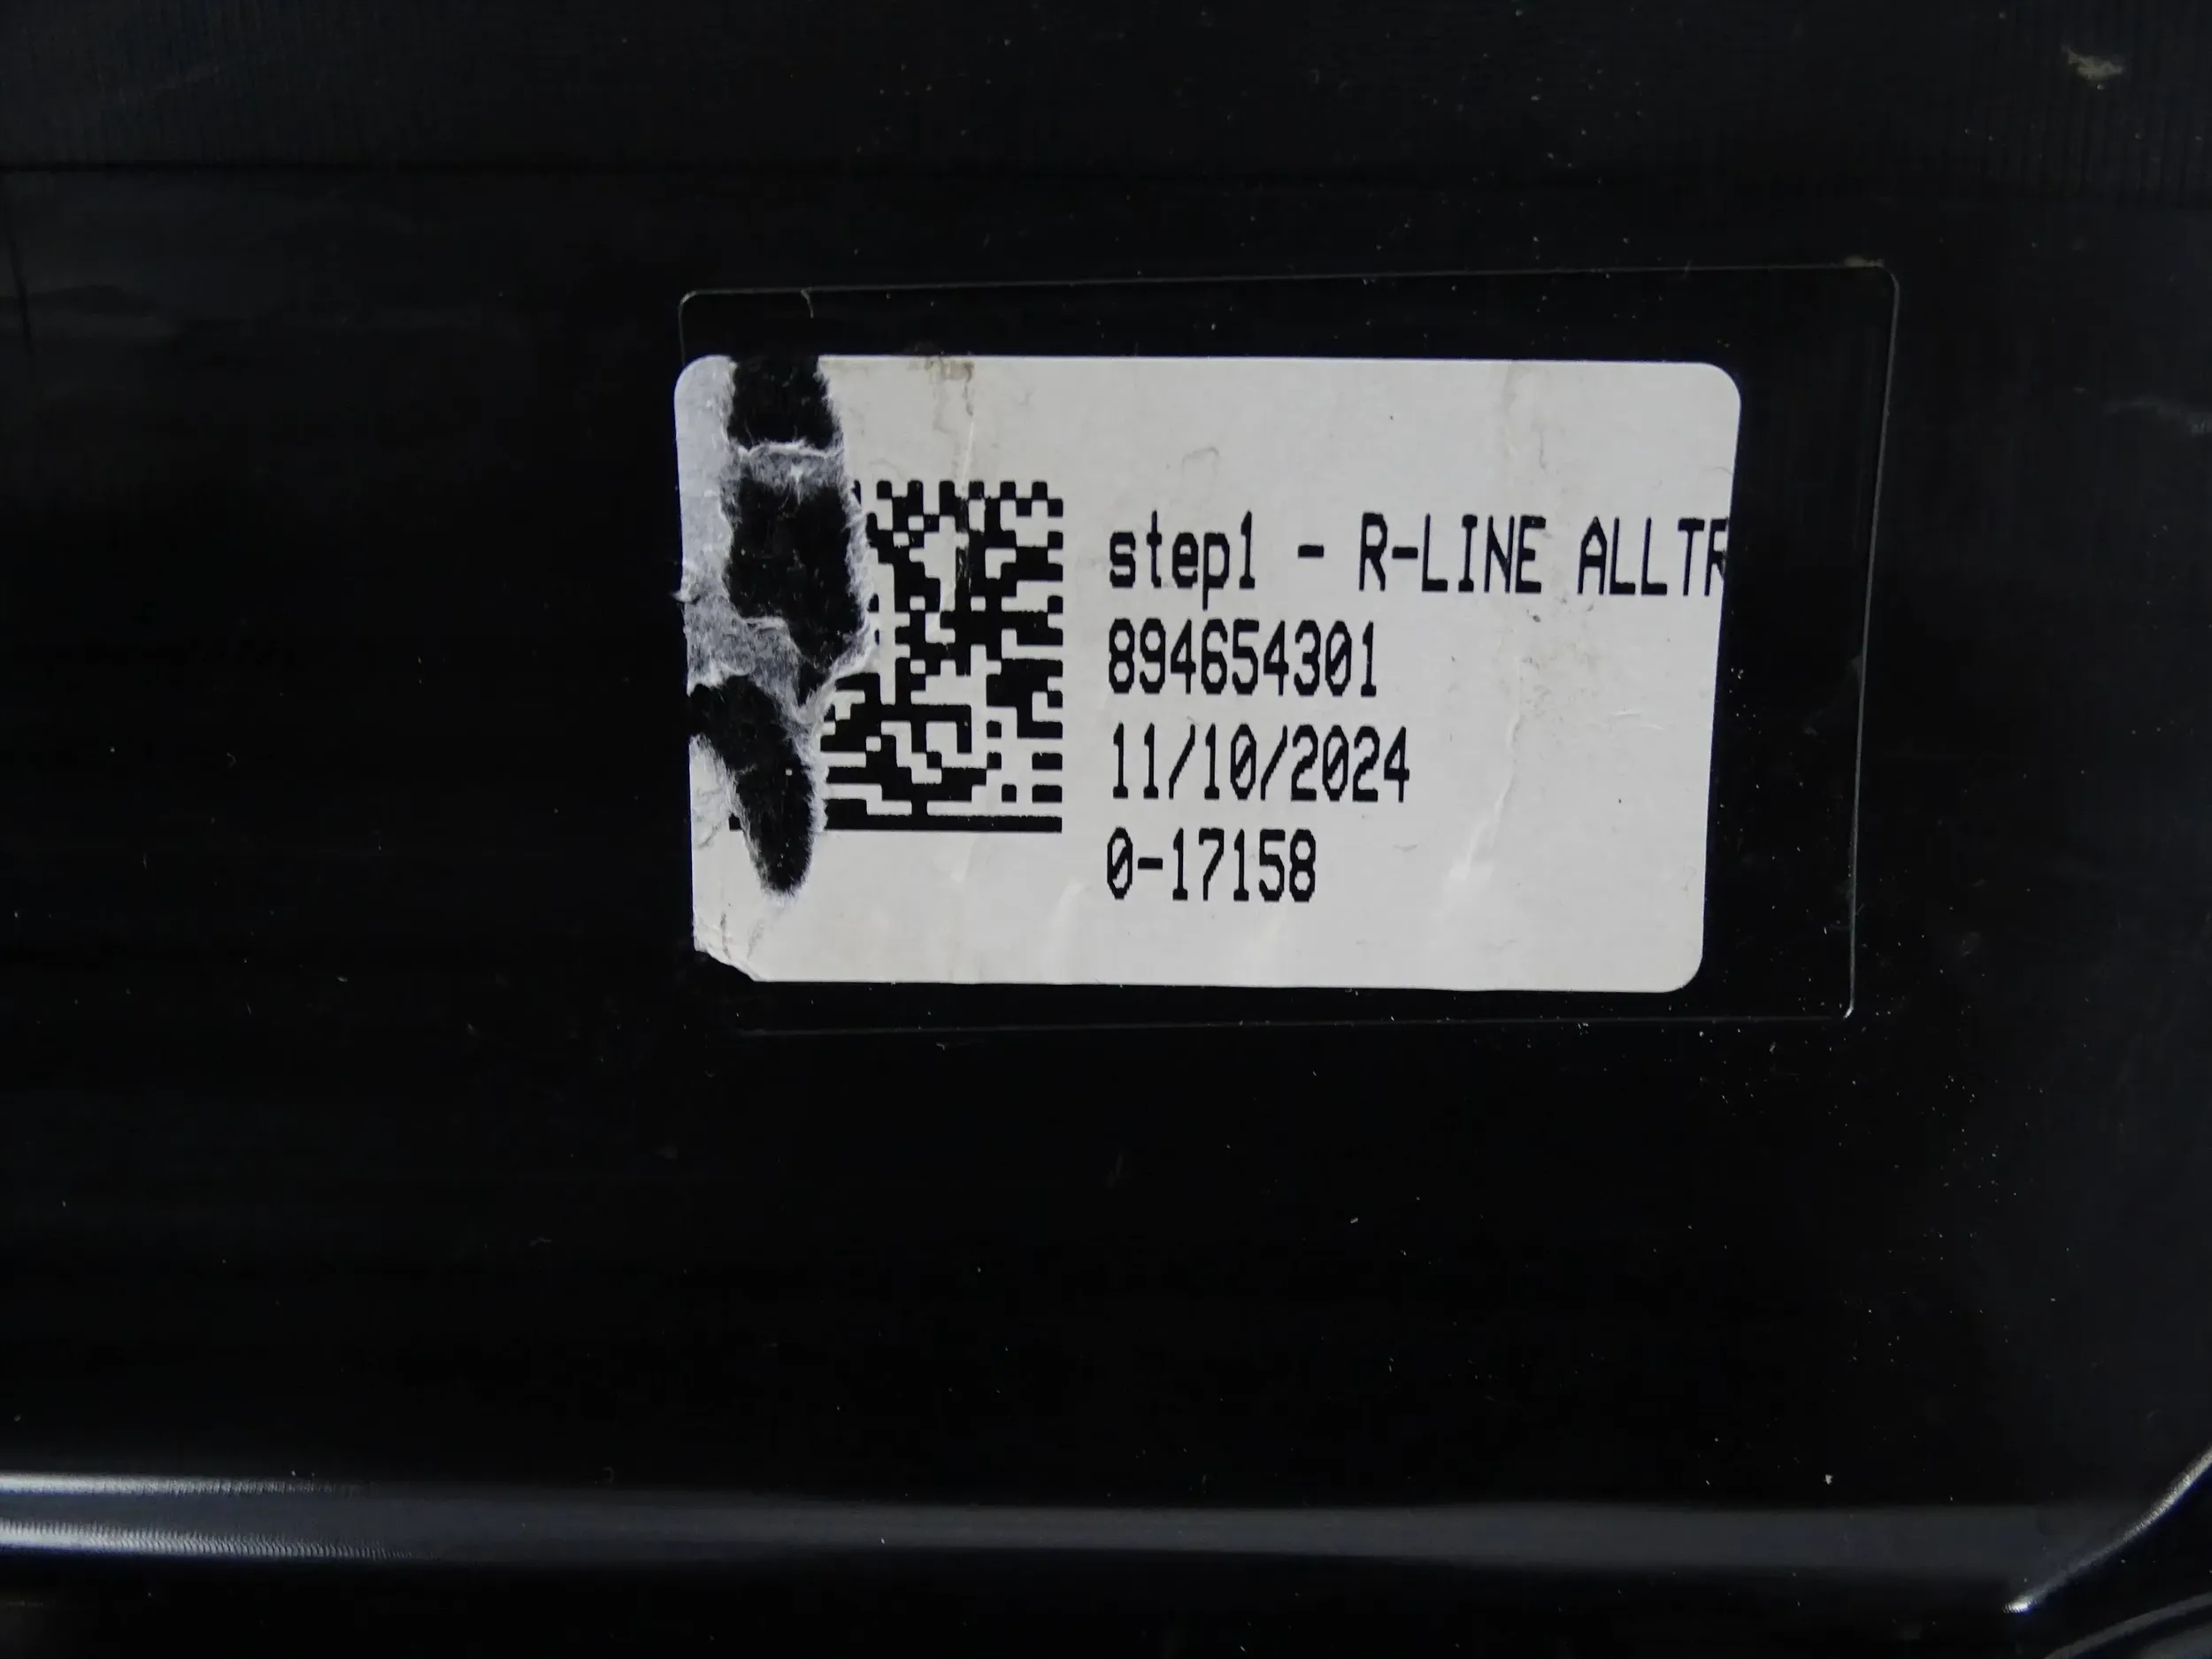 step1 - R-LINE ALLTR
894654301
11/10/2024
0-17158